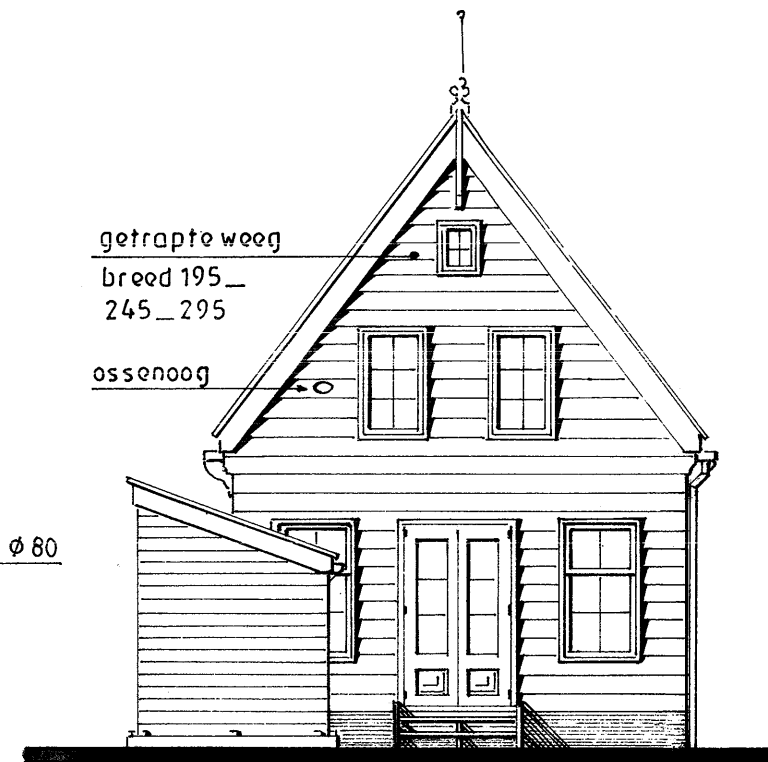 getrapte weeg
breed 195_
245_295
ossenoog
ø 80